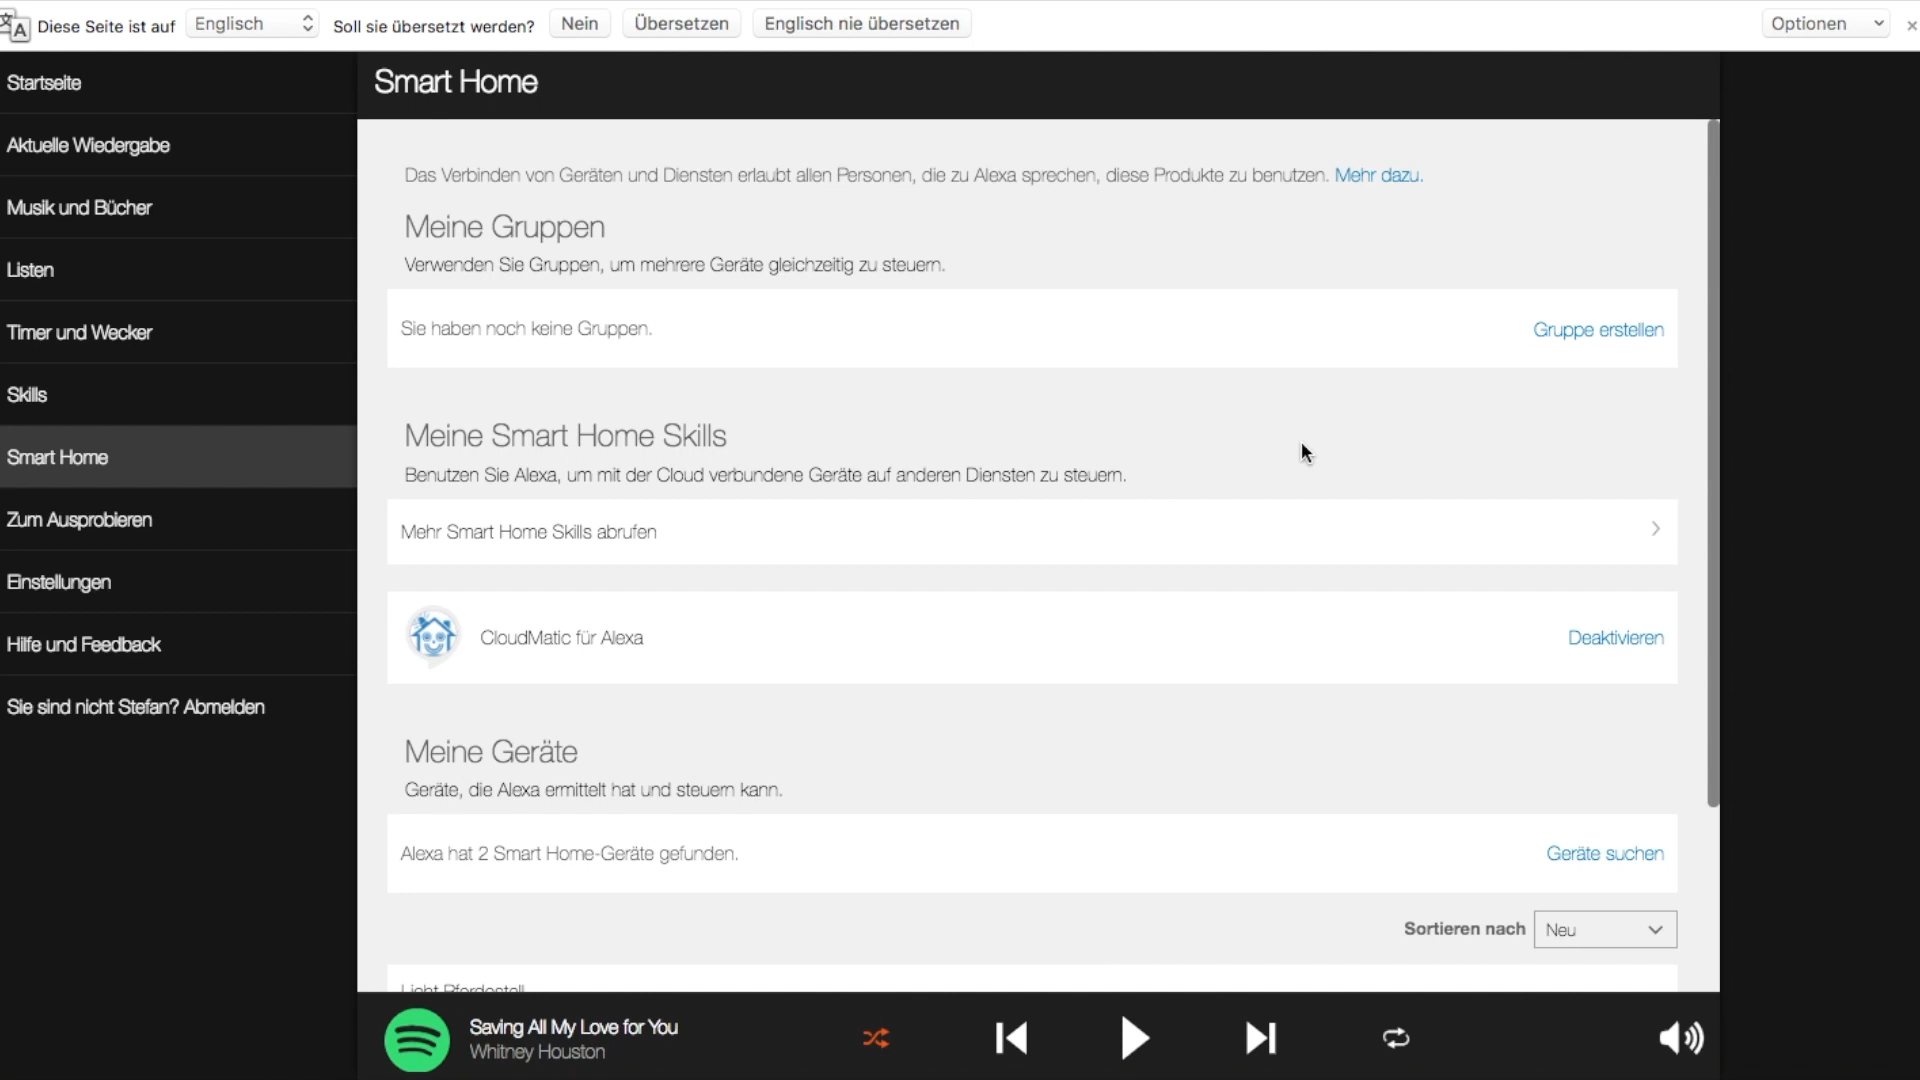 Diese Seite ist auf Englisch Soll sie übersetzt werden? Nein Übersetzen Englisch nie übersetzen Optionen
Startseite
Aktuelle Wiedergabe
Musik und Bücher
Listen
Timer und Wecker
Skills
Smart Home
Zum Ausprobieren
Einstellungen
Hilfe und Feedback
Sie sind nicht Stefan? Abmelden
Smart Home
Das Verbinden von Geräten und Diensten erlaubt allen Personen, die zu Alexa sprechen, diese Produkte zu benutzen. Mehr dazu.
Meine Gruppen
Verwenden Sie Gruppen, um mehrere Geräte gleichzeitig zu steuern.
Sie haben noch keine Gruppen. Gruppe erstellen
Meine Smart Home Skills
Benutzen Sie Alexa, um mit der Cloud verbundene Geräte auf anderen Diensten zu steuern.
Mehr Smart Home Skills abrufen
CloudMatic für Alexa Deaktivieren
Meine Geräte
Geräte, die Alexa ermittelt hat und steuern kann.
Alexa hat 2 Smart Home-Geräte gefunden. Geräte suchen
Sortieren nach Neu
Licht Pferdestall
Saving All My Love for You
Whitney Houston